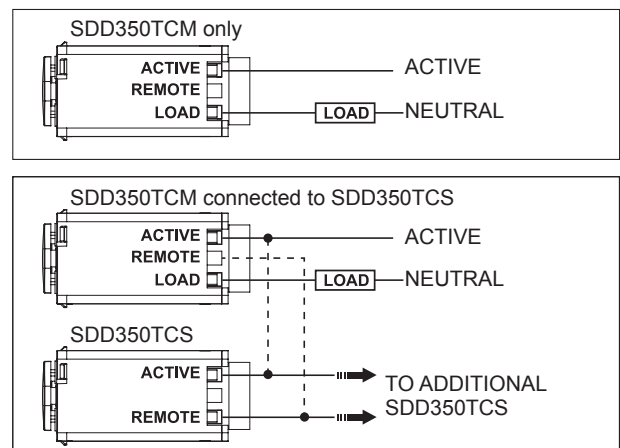 SDD350TCM only
ACTIVE ACTIVE
REMOTE
LOAD LOAD NEUTRAL
SDD350TCM connected to SDD350TCS
ACTIVE ACTIVE
REMOTE
LOAD LOAD NEUTRAL
SDD350TCS
ACTIVE
TO ADDITIONAL
SDD350TCS
REMOTE